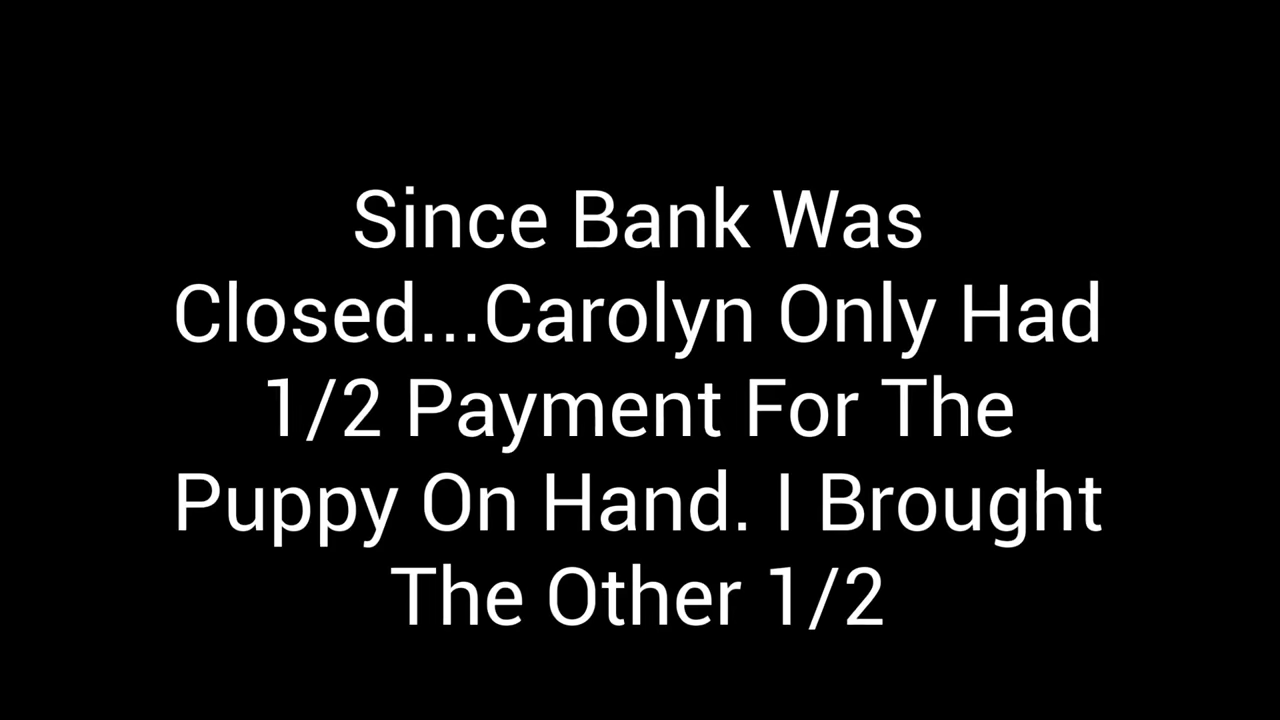 Since Bank Was
Closed...Carolyn Only Had
1/2 Payment For The
Puppy On Hand. I Brought
The Other 1/2